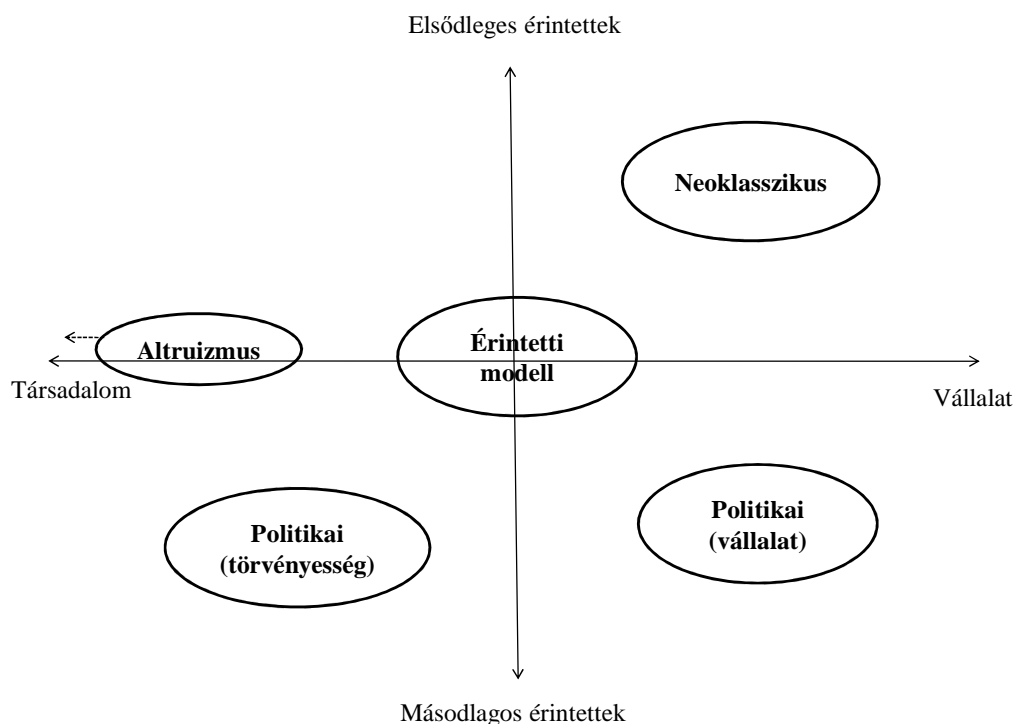 Elsődleges érintettek
Neoklasszikus
Altruizmus
Érintetti
modell
Társadalom
Vállalat
Politikai
(törvényesség)
Politikai
(vállalat)
Másodlagos érintettek